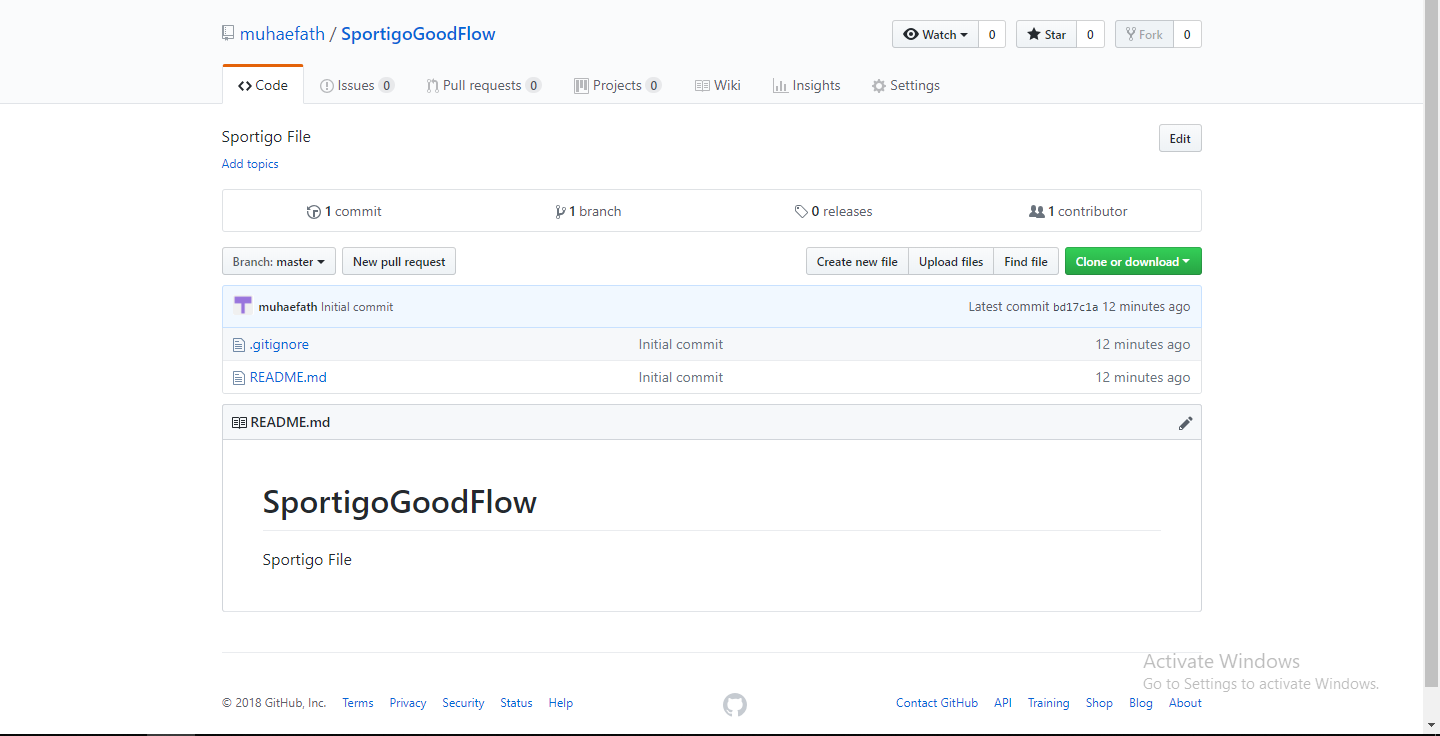 muhaefath / SportigoGoodFlow Watch 0 Star 0 Fork 0
Code Issues 0 Pull requests 0 Projects 0 Wiki Insights Settings
Sportigo File Edit
Add topics
1 commit 1 branch 0 releases 1 contributor
Branch: master New pull request Create new file Upload files Find file Clone or download
muhaefath Initial commit Latest commit bd17c1a 12 minutes ago
.gitignore Initial commit 12 minutes ago
README.md Initial commit 12 minutes ago
README.md
SportigoGoodFlow
Sportigo File
Activate Windows
Go to Settings to activate Windows.
© 2018 GitHub, Inc. Terms Privacy Security Status Help Contact GitHub API Training Shop Blog About